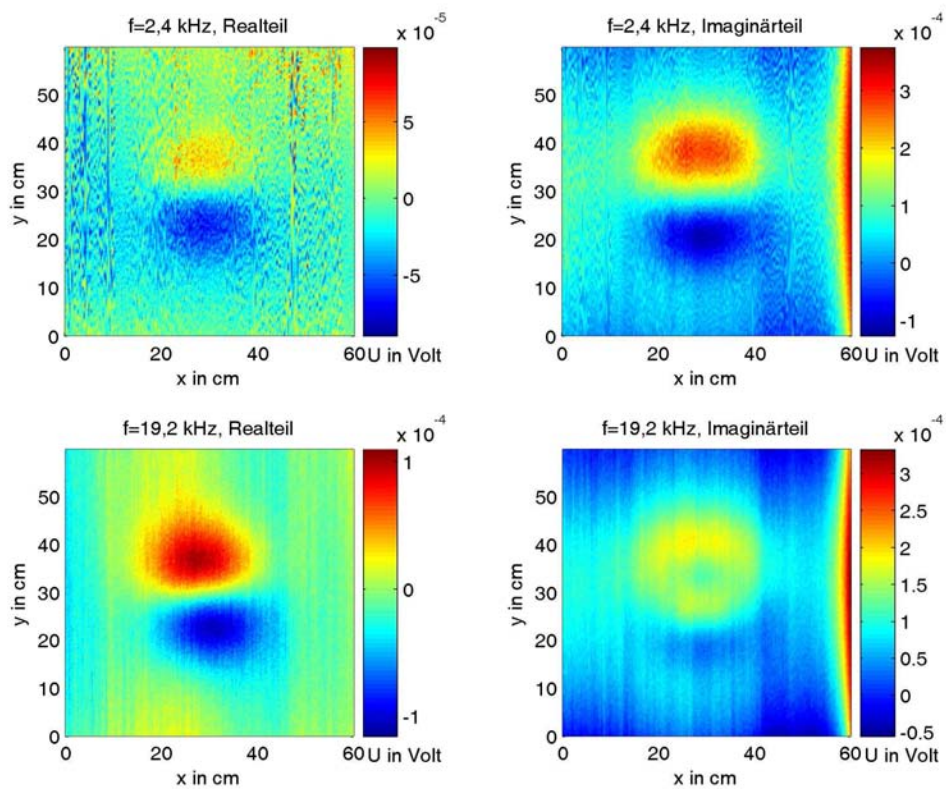 f=2,4 kHz, Realteil
x 10-5
50
40
30
20
10
0
y in cm
0
20
40
60
x in cm
5
0
-5
U in Volt
f=2,4 kHz, Imaginärteil
x 10-4
50
40
30
20
10
0
y in cm
0
20
40
60
x in cm
3
2
1
0
-1
U in Volt
f=19,2 kHz, Realteil
x 10-4
50
40
30
20
10
0
y in cm
0
20
40
60
x in cm
1
0
-1
U in Volt
f=19,2 kHz, Imaginärteil
x 10-4
50
40
30
20
10
0
y in cm
0
20
40
60
x in cm
3
2.5
2
1.5
1
0.5
0
-0.5
U in Volt